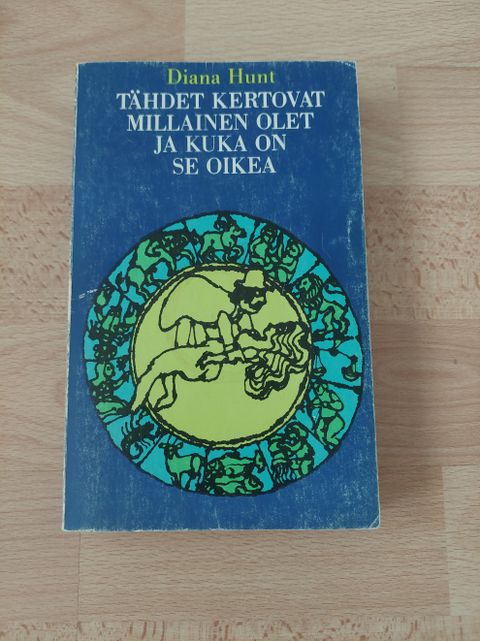 Diana Hunt
TÄHDET KERTOVAT
MILLAINEN OLET
JA KUKA ON
SE OIKEA